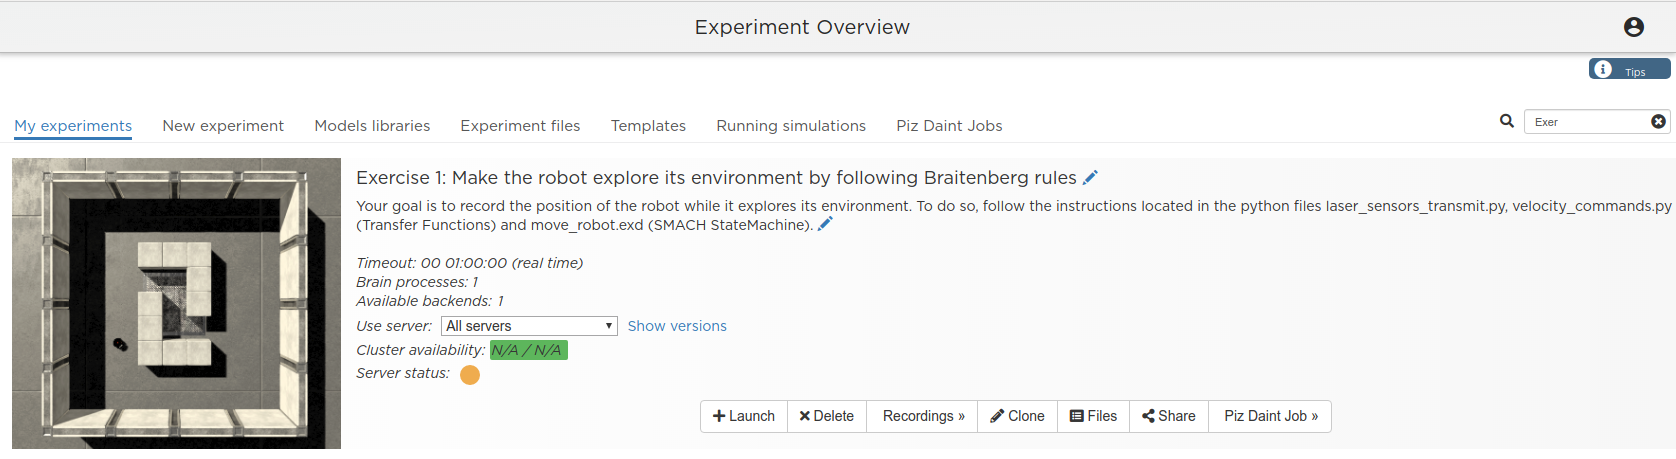 Experiment Overview
Tips
My experiments New experiment Models libraries Experiment files Templates Running simulations Piz Daint Jobs Exer
Exercise 1: Make the robot explore its environment by following Braitenberg rules
Your goal is to record the position of the robot while it explores its environment. To do so, follow the instructions located in the python files laser_sensors_transmit.py, velocity_commands.py
(Transfer Functions) and move_robot.exd (SMACH StateMachine).
Timeout: 00 01:00:00 (real time)
Brain processes: 1
Available backends: 1
Use server: All servers Show versions
Cluster availability: N/A / N/A
Server status:
Launch Delete Recordings » Clone Files Share Piz Daint Job »